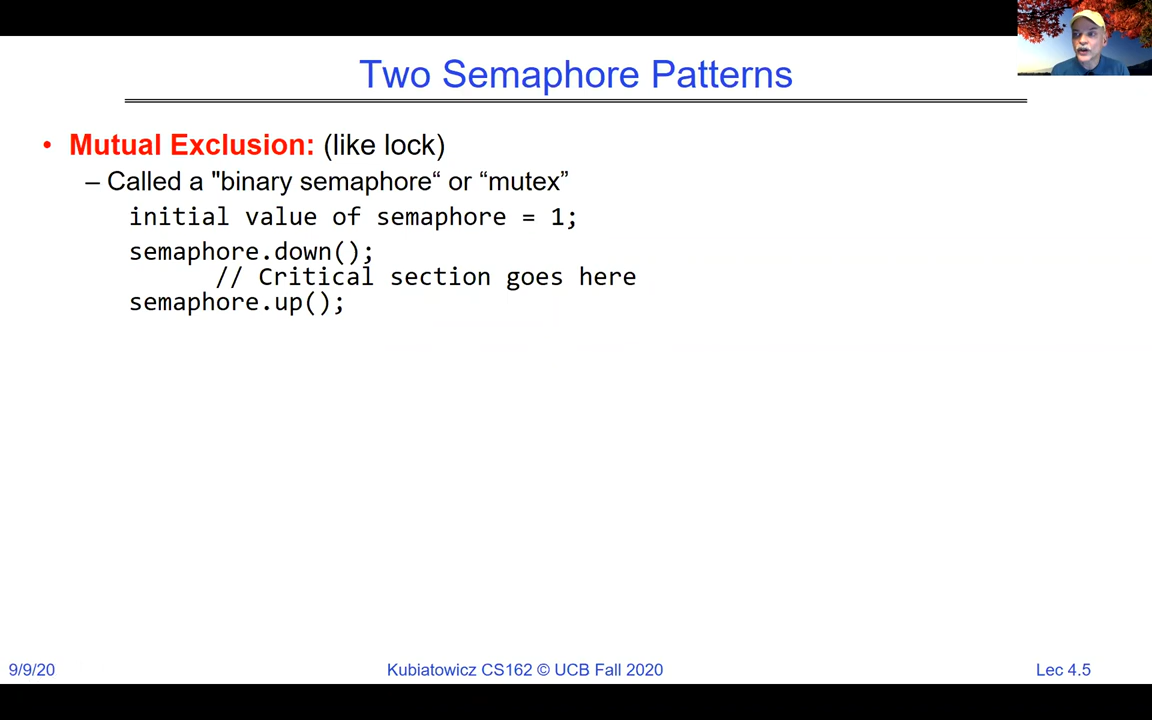 Two Semaphore Patterns
• Mutual Exclusion: (like lock)
– Called a "binary semaphore“ or “mutex”
initial value of semaphore = 1;
semaphore.down();
// Critical section goes here
semaphore.up();
9/9/20
Kubiatowicz CS162 © UCB Fall 2020
Lec 4.5